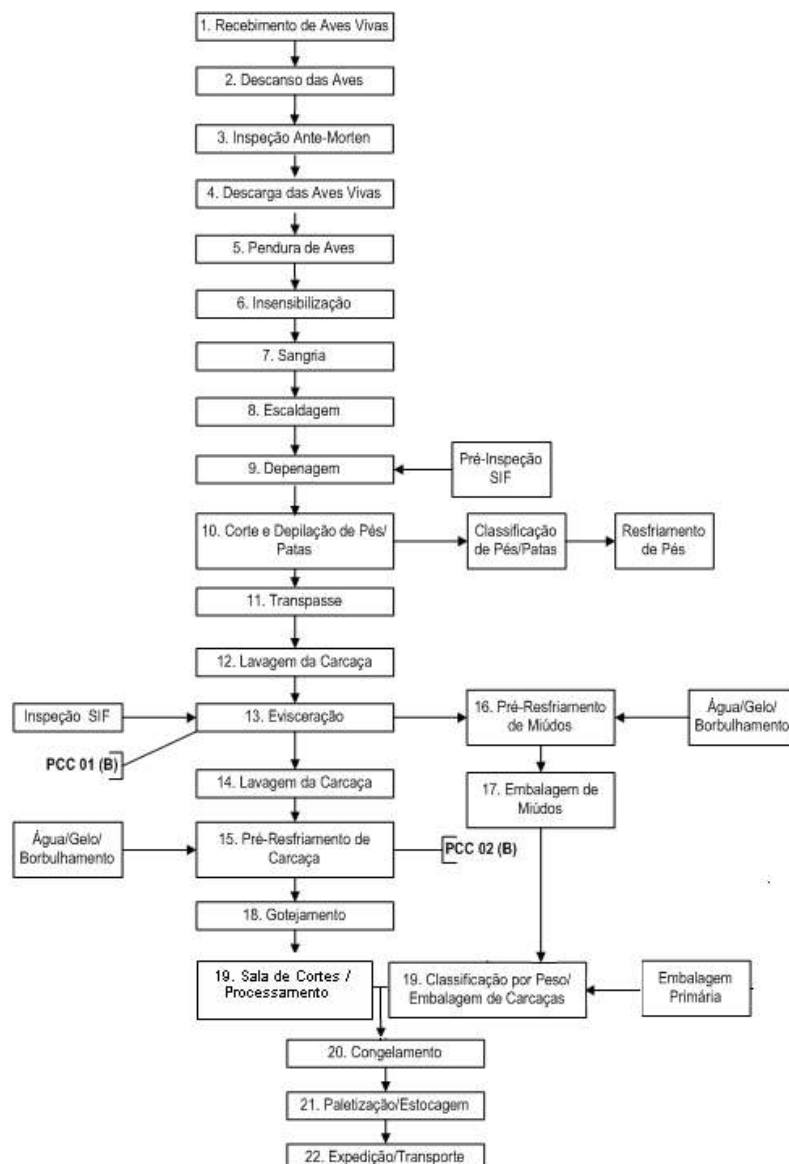 1. Recebimento de Aves Vivas
2. Descanso das Aves
3. Inspeção Ante-Morten
4. Descarga das Aves Vivas
5. Pendura de Aves
6. Insensibilização
7. Sangria
8. Escaldagem
9. Depenagem
Pré-Inspeção
SIF
10. Corte e Depilação de Pés/
Patas
Classificação
de Pés/Patas
Resfriamento
de Pés
11. Transpasse
12. Lavagem da Carcaça
Inspeção SIF
13. Evisceração
16. Pré-Resfriamento
de Miúdos
Água/Gelo/
Borbulhamento
PCC 01 (B)
14. Lavagem da Carcaça
17. Embalagem de
Miúdos
Água/Gelo/
Borbulhamento
15. Pré-Resfriamento de
Carcaça
PCC 02 (B)
18. Gotejamento
19. Sala de Cortes /
Processamento
19. Classificação por Peso/
Embalagem de Carcaças
Embalagem
Primária
20. Congelamento
21. Paletização/Estocagem
22. Expedição/Transporte